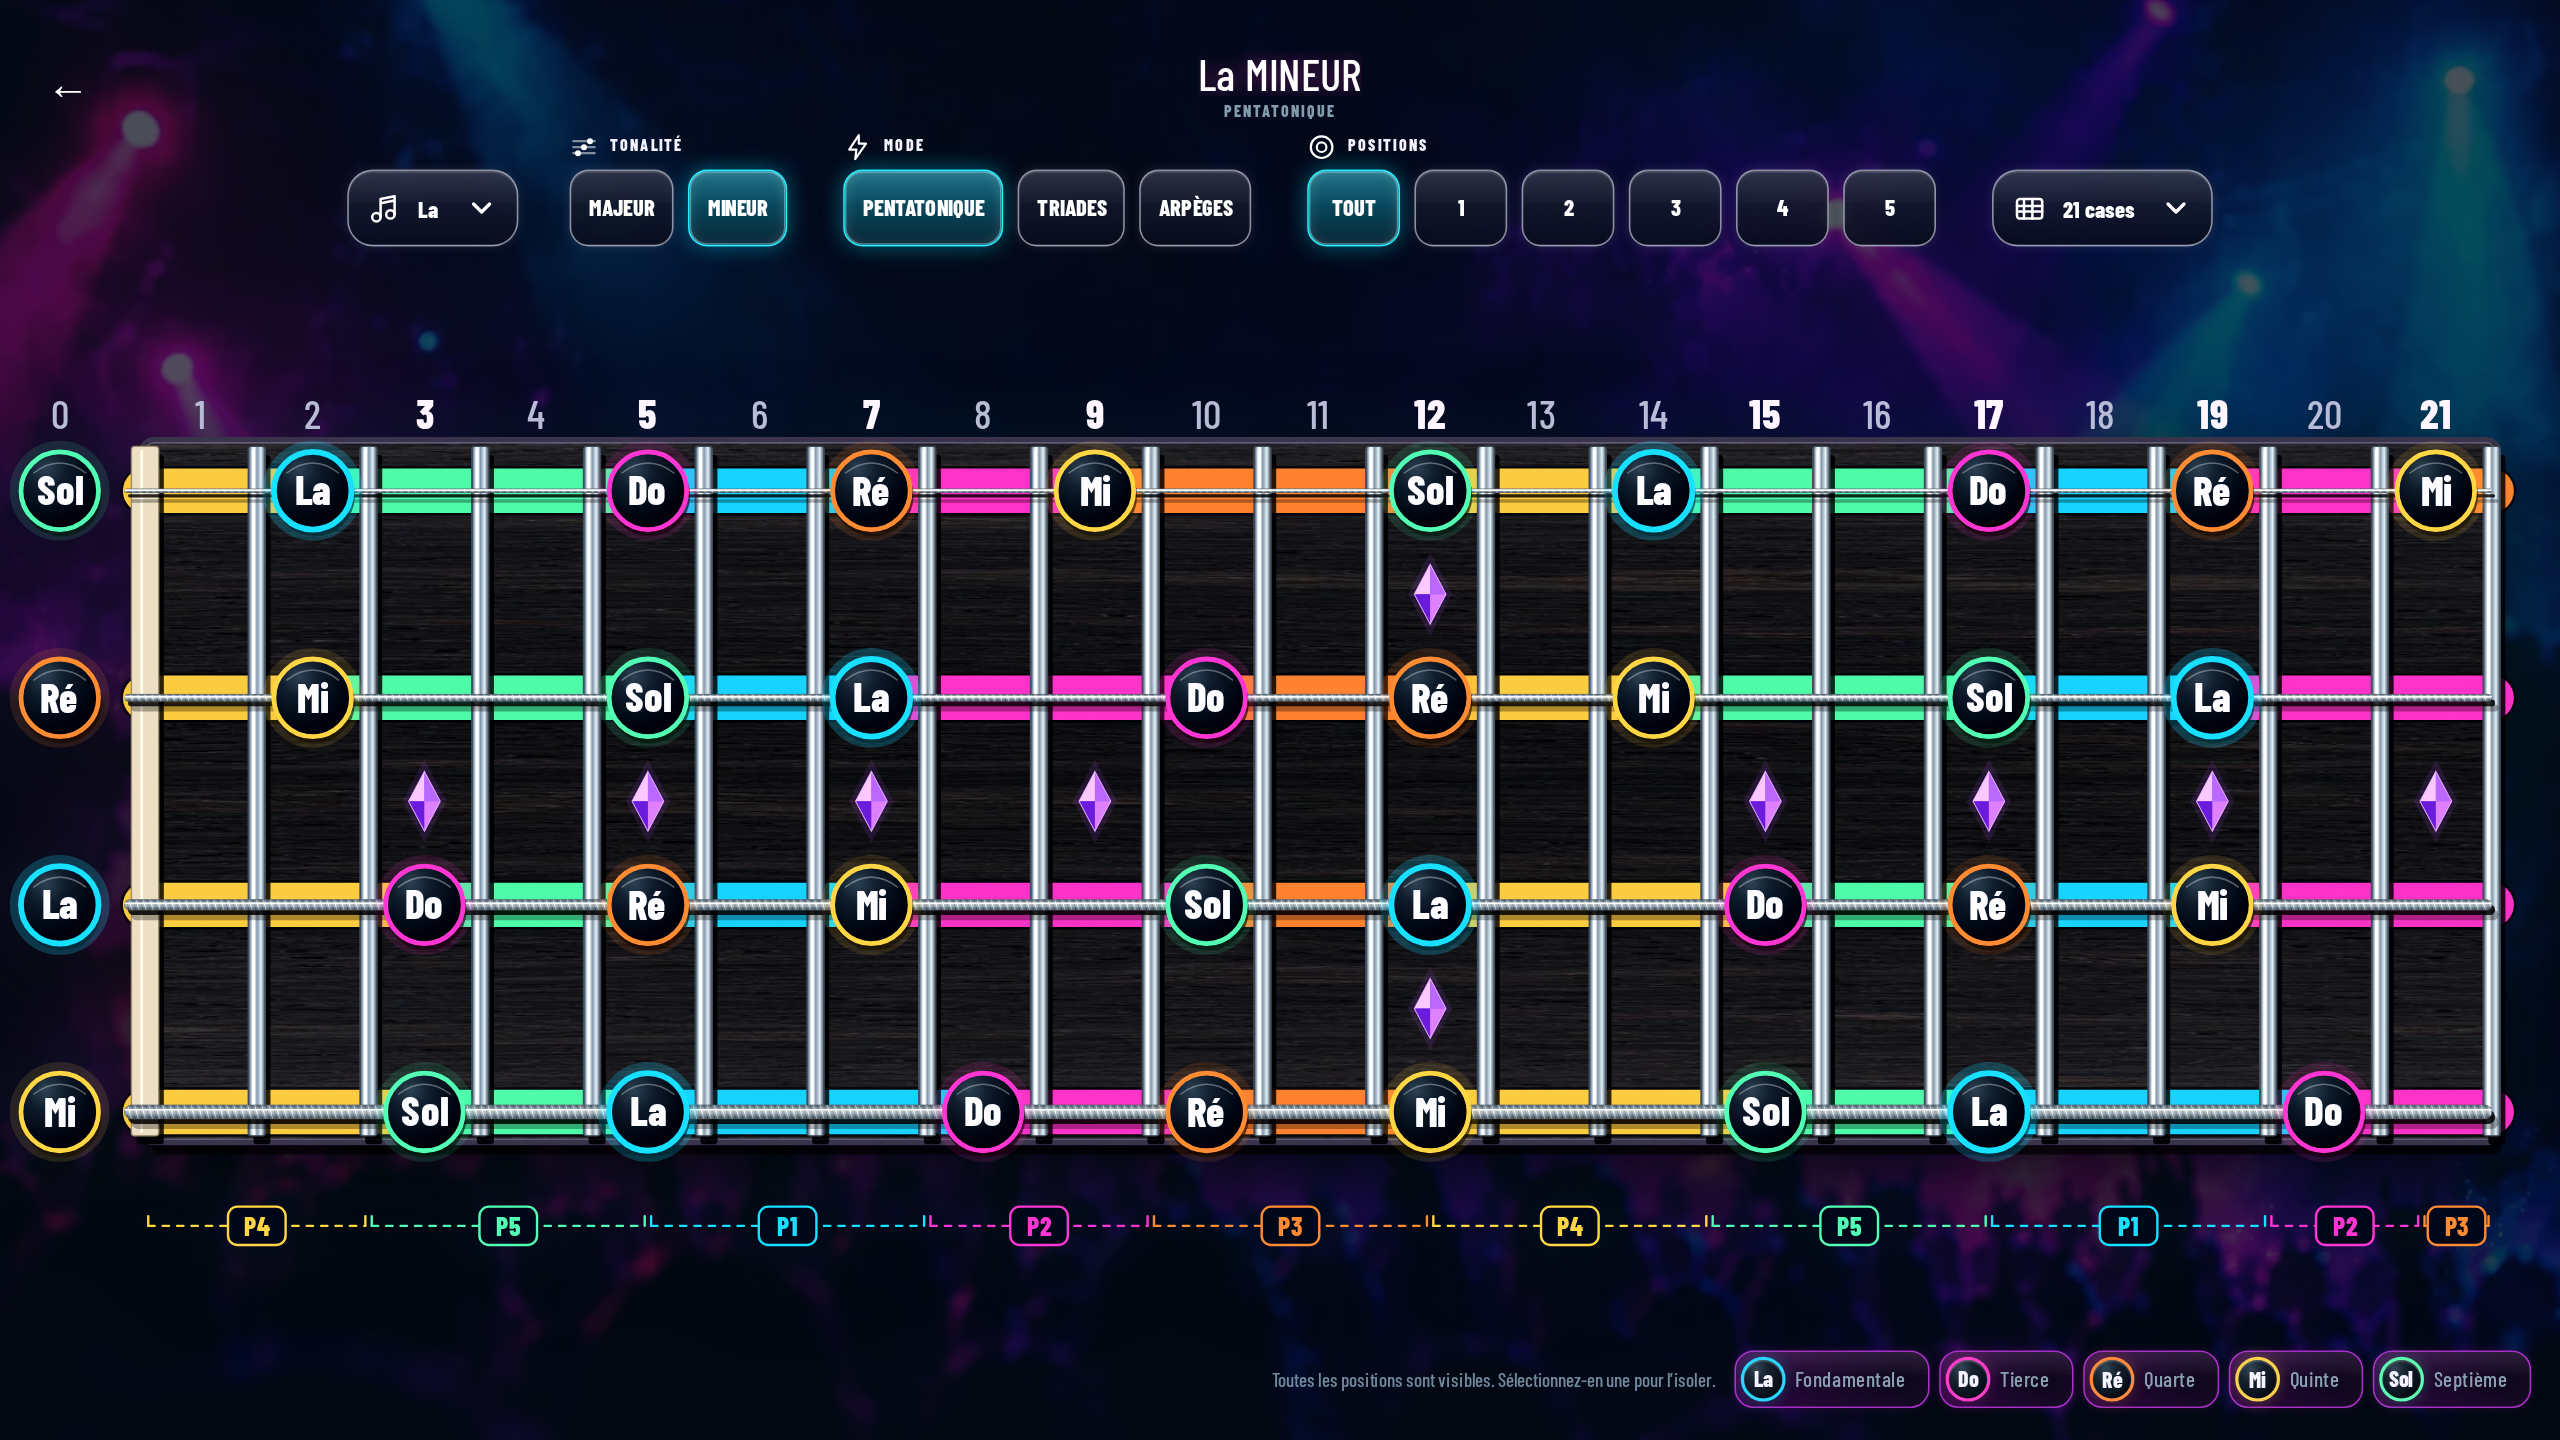 ←
La MINEUR
PENTATONIQUE
TONALITÉ MODE POSITIONS
La MAJEUR MINEUR PENTATONIQUE TRIADES ARPÈGES TOUT 1 2 3 4 5 21 cases
0 1 2 3 4 5 6 7 8 9 10 11 12 13 14 15 16 17 18 19 20 21
Sol La Do Ré Mi Sol La Do Ré Mi
Ré Mi Sol La Do Ré Mi Sol La
La Do Ré Mi Sol La Do Ré Mi
Mi Sol La Do Ré Mi Sol La Do
P4 P5 P1 P2 P3 P4 P5 P1 P2 P3
Toutes les positions sont visibles. Sélectionnez-en une pour l'isoler. La Fondamentale Do Tierce Ré Quarte Mi Quinte Sol Septième